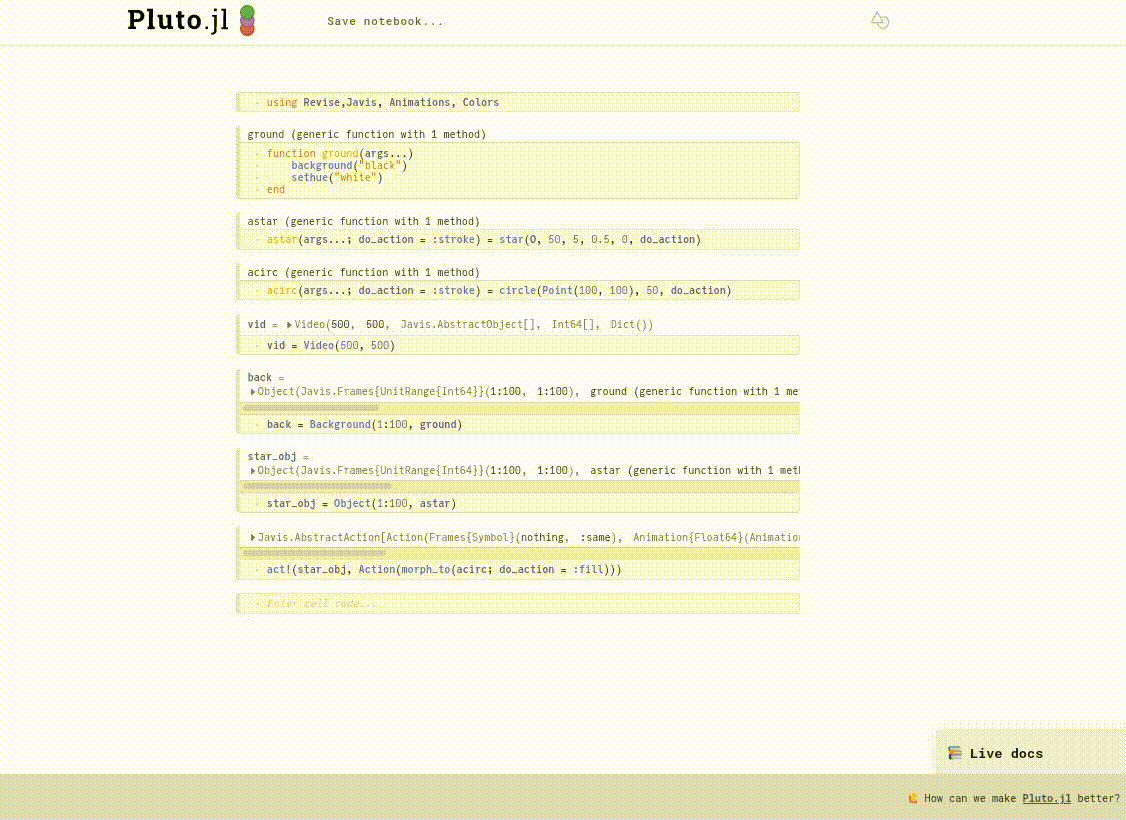 Pluto.jl
Save notebook...
using Revise,Javis, Animations, Colors
ground (generic function with 1 method)
function ground(args...)
background("black")
sethue("white")
end
astar (generic function with 1 method)
astar(args...; do_action = :stroke) = star(O, 50, 5, 0.5, 0, do_action)
acirc (generic function with 1 method)
acirc(args...; do_action = :stroke) = circle(Point(100, 100), 50, do_action)
vid = Video(500, 500, Javis.AbstractObject[], Int64[], Dict())
vid = Video(500, 500)
back =
Object(Javis.Frames{UnitRange{Int64}}(1:100, 1:100), ground (generic function with 1 me
back = Background(1:100, ground)
star_obj =
Object(Javis.Frames{UnitRange{Int64}}(1:100, 1:100), astar (generic function with 1 meth
star_obj = Object(1:100, astar)
Javis.AbstractAction[Action(Frames{Symbol}(nothing, :same), Animation{Float64}(Animation
act!(star_obj, Action(morph_to(acirc; do_action = :fill)))
Enter cell code...
Live docs
How can we make Pluto.jl better?